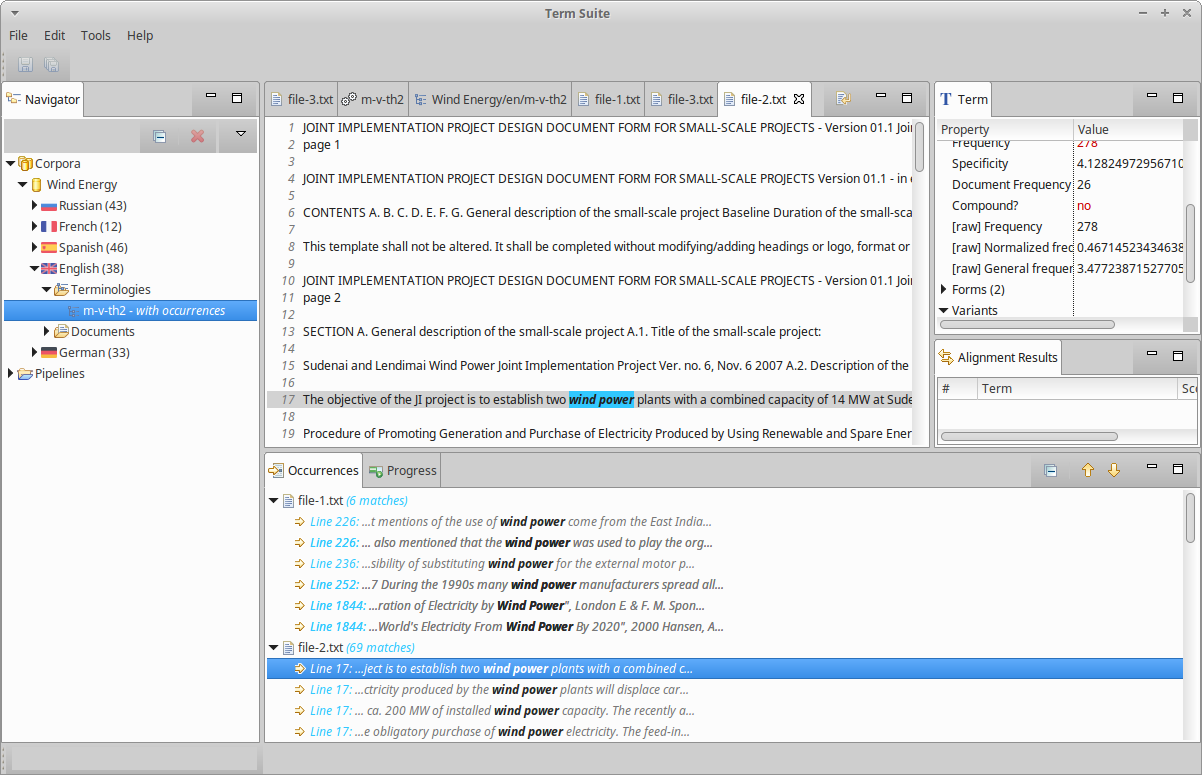 Term Suite
File Edit Tools Help
Navigator
Corpora
Wind Energy
Russian (43)
French (12)
Spanish (46)
English (38)
Terminologies
m-v-th2 - with occurrences
Documents
German (33)
Pipelines
file-3.txt m-v-th2 Wind Energy/en/m-v-th2 file-1.txt file-3.txt file-2.txt
1 JOINT IMPLEMENTATION PROJECT DESIGN DOCUMENT FORM FOR SMALL-SCALE PROJECTS - Version 01.1 Joi
2 page 1
3
4 JOINT IMPLEMENTATION PROJECT DESIGN DOCUMENT FORM FOR SMALL-SCALE PROJECTS Version 01.1 - in e
5
6 CONTENTS A. B. C. D. E. F. G. General description of the small-scale project Baseline Duration of the small-sca
7
8 This template shall not be altered. It shall be completed without modifying/adding headings or logo, format or
9
10 JOINT IMPLEMENTATION PROJECT DESIGN DOCUMENT FORM FOR SMALL-SCALE PROJECTS - Version 01.1 Joi
11 page 2
12
13 SECTION A. General description of the small-scale project A.1. Title of the small-scale project:
14
15 Sudenai and Lendimai Wind Power Joint Implementation Project Ver. no. 6, Nov. 6 2007 A.2. Description of the
16
17 The objective of the JI project is to establish two wind power plants with a combined capacity of 14 MW at Sude
18
19 Procedure of Promoting Generation and Purchase of Electricity Produced by Using Renewable and Spare Ener
Term
Property Value
Frequency 278
Specificity 4.12824972956710
Document Frequency 26
Compound? no
[raw] Frequency 278
[raw] Normalized freq 0.46714523434638
[raw] General frequer 3.47723871527705
Forms (2)
Variants
Alignment Results
# Term Sco
Occurrences Progress
file-1.txt (6 matches)
Line 226: ...t mentions of the use of wind power come from the East India...
Line 226: ... also mentioned that the wind power was used to play the org...
Line 236: ...sibility of substituting wind power for the external motor p...
Line 252: ...7 During the 1990s many wind power manufacturers spread all...
Line 1844: ...ration of Electricity by Wind Power", London E. & F. M. Spon...
Line 1844: ...World's Electricity From Wind Power By 2020", 2000 Hansen, A...
file-2.txt (69 matches)
Line 17: ...ject is to establish two wind power plants with a combined c...
Line 17: ...ctricity produced by the wind power plants will displace car...
Line 17: ... ca. 200 MW of installed wind power capacity. The recently a...
Line 17: ...e obligatory purchase of wind power electricity. The feed-in...